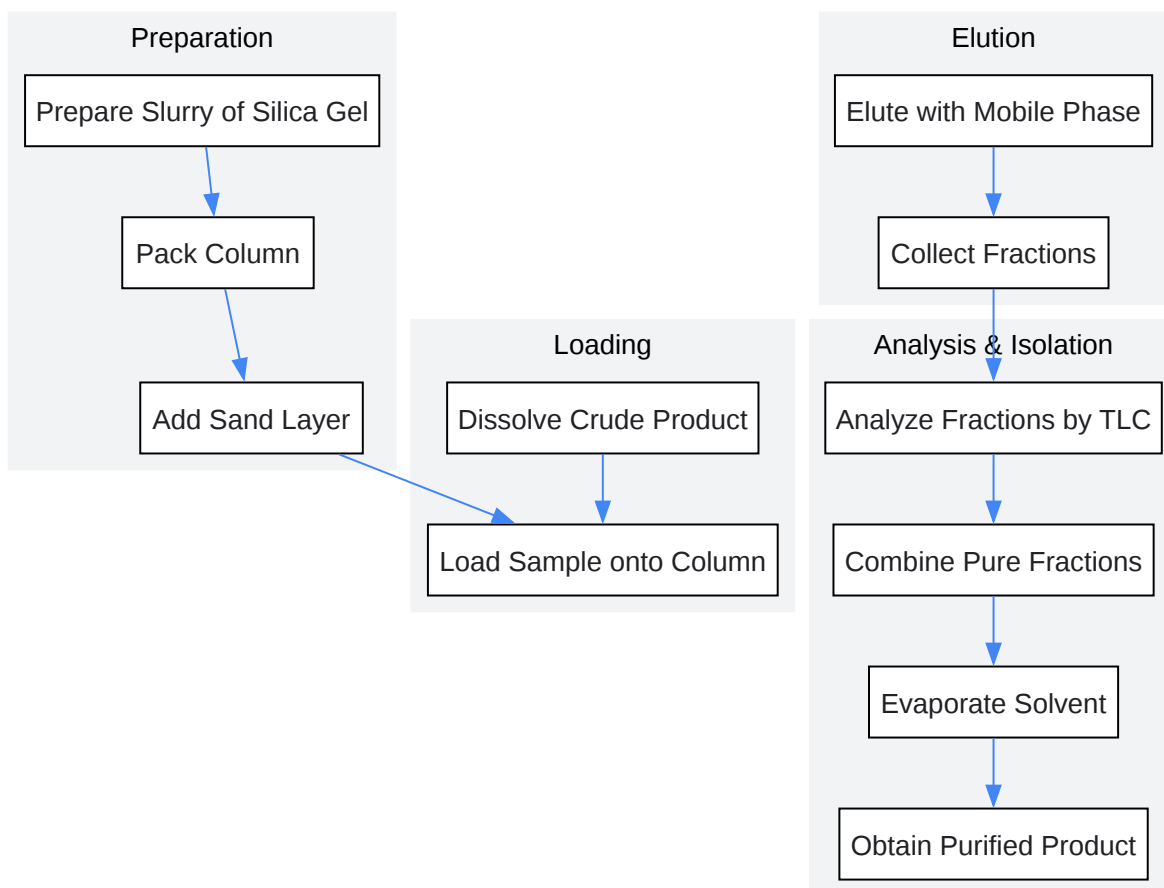 Preparation
Prepare Slurry of Silica Gel
Pack Column
Add Sand Layer
Loading
Dissolve Crude Product
Load Sample onto Column
Elution
Elute with Mobile Phase
Collect Fractions
Analysis & Isolation
Analyze Fractions by TLC
Combine Pure Fractions
Evaporate Solvent
Obtain Purified Product